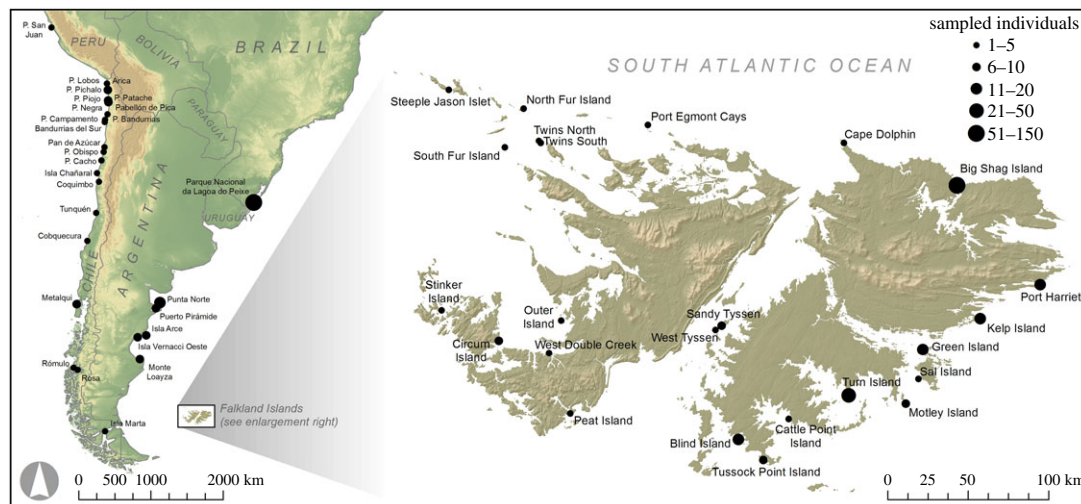 P. San
Juan
PERU
BOLIVIA
BRAZIL
PARAGUAY
P. Lobos
Arica
P. Pichalo
P. Piojo
P. Patache
P. Negra
Pabellón de Pica
P. Campamento
P. Bandurrias
Bandurrias del Sur
Pan de Azúcar
P. Obispo
P. Cacho
Isla Chañaral
Coquimbo
Tunquén
Cobquecura
CHILE
ARGENTINA
Parque Nacional
da Lagoa do Peixe
URUGUAY
Metalqui
Punta Norte
Puerto Pirámide
Isla Arce
Isla Vernacci Oeste
Monte
Loayza
Rómulo
Rosa
Isla Marta
Falkland Islands
(see enlargement right)
0 500 1000 2000 km
SOUTH ATLANTIC OCEAN
sampled individuals
1–5
6–10
11–20
21–50
51–150
Steeple Jason Islet
North Fur Island
Port Egmont Cays
Twins North
Twins South
South Fur Island
Cape Dolphin
Big Shag Island
Stinker
Island
Outer
Island
Sandy Tyssen
West Tyssen
Port Harriet
Kelp Island
Circum
Island
West Double Creek
Green Island
Sal Island
Turn Island
Motley Island
Peat Island
Cattle Point
Island
Blind Island
Tussock Point Island
0 25 50 100 km